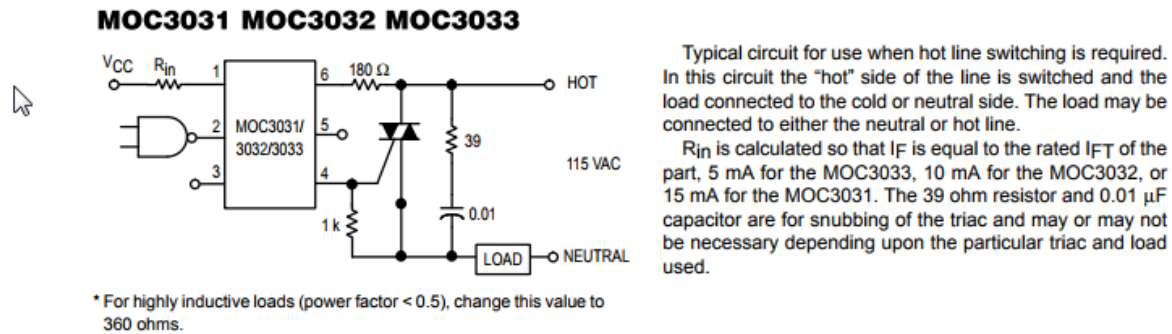 MOC3031 MOC3032 MOC3033
VCC Rin 1 6 180 Ω HOT
2 MOC3031/ 5
3032/3033 39
3 4 115 VAC
1 k 0.01
LOAD NEUTRAL
* For highly inductive loads (power factor < 0.5), change this value to
360 ohms.
Typical circuit for use when hot line switching is required.
In this circuit the “hot” side of the line is switched and the
load connected to the cold or neutral side. The load may be
connected to either the neutral or hot line.
Rin is calculated so that IF is equal to the rated IFT of the
part, 5 mA for the MOC3033, 10 mA for the MOC3032, or
15 mA for the MOC3031. The 39 ohm resistor and 0.01 μF
capacitor are for snubbing of the triac and may or may not
be necessary depending upon the particular triac and load
used.